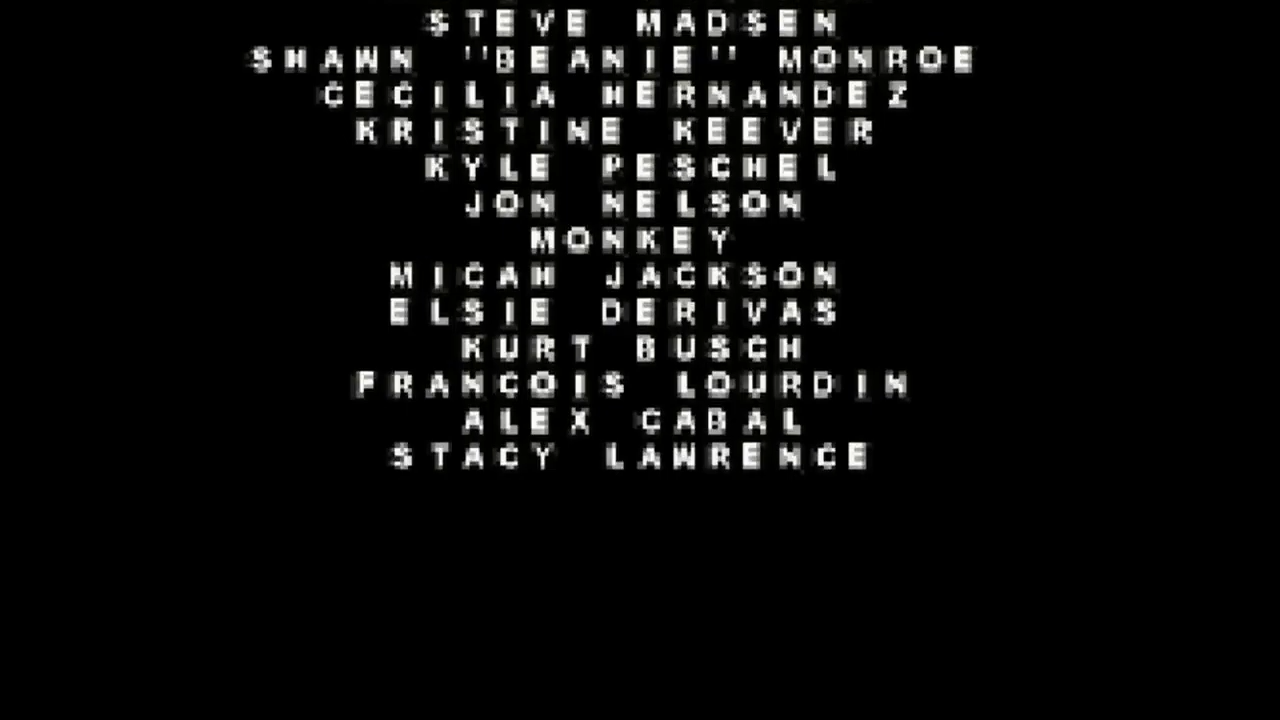 STEVE MADSEN
SHAWN "BEANIE" MONROE
CECILIA HERNANDEZ
KRISTINE KEEVER
KYLE PESCHEL
JON NELSON
MONKEY
MICAH JACKSON
ELSIE DERIVAS
KURT BUSCH
FRANCOIS LOURDIN
ALEX CABAL
STACY LAWRENCE